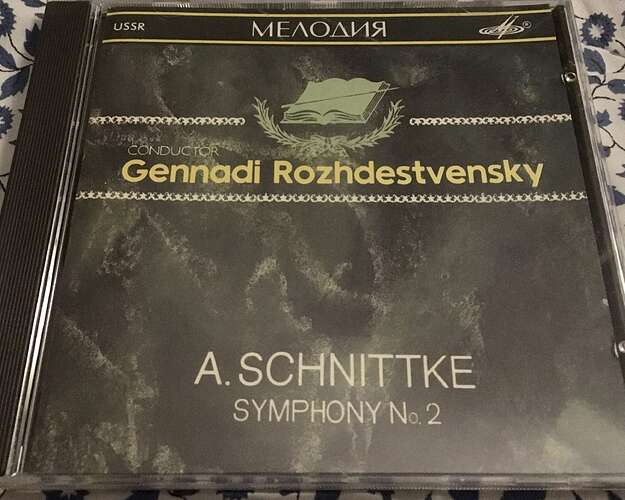 USSR
МЕЛОДИЯ
®
CONDUCTOR
Gennadi Rozhdestvensky
A. SCHNITTKE
SYMPHONY No. 2